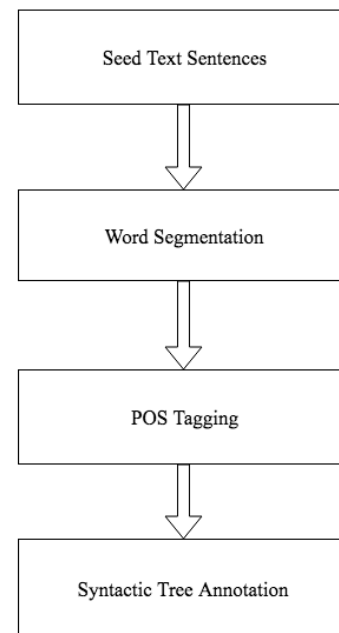 Seed Text Sentences
Word Segmentation
POS Tagging
Syntactic Tree Annotation